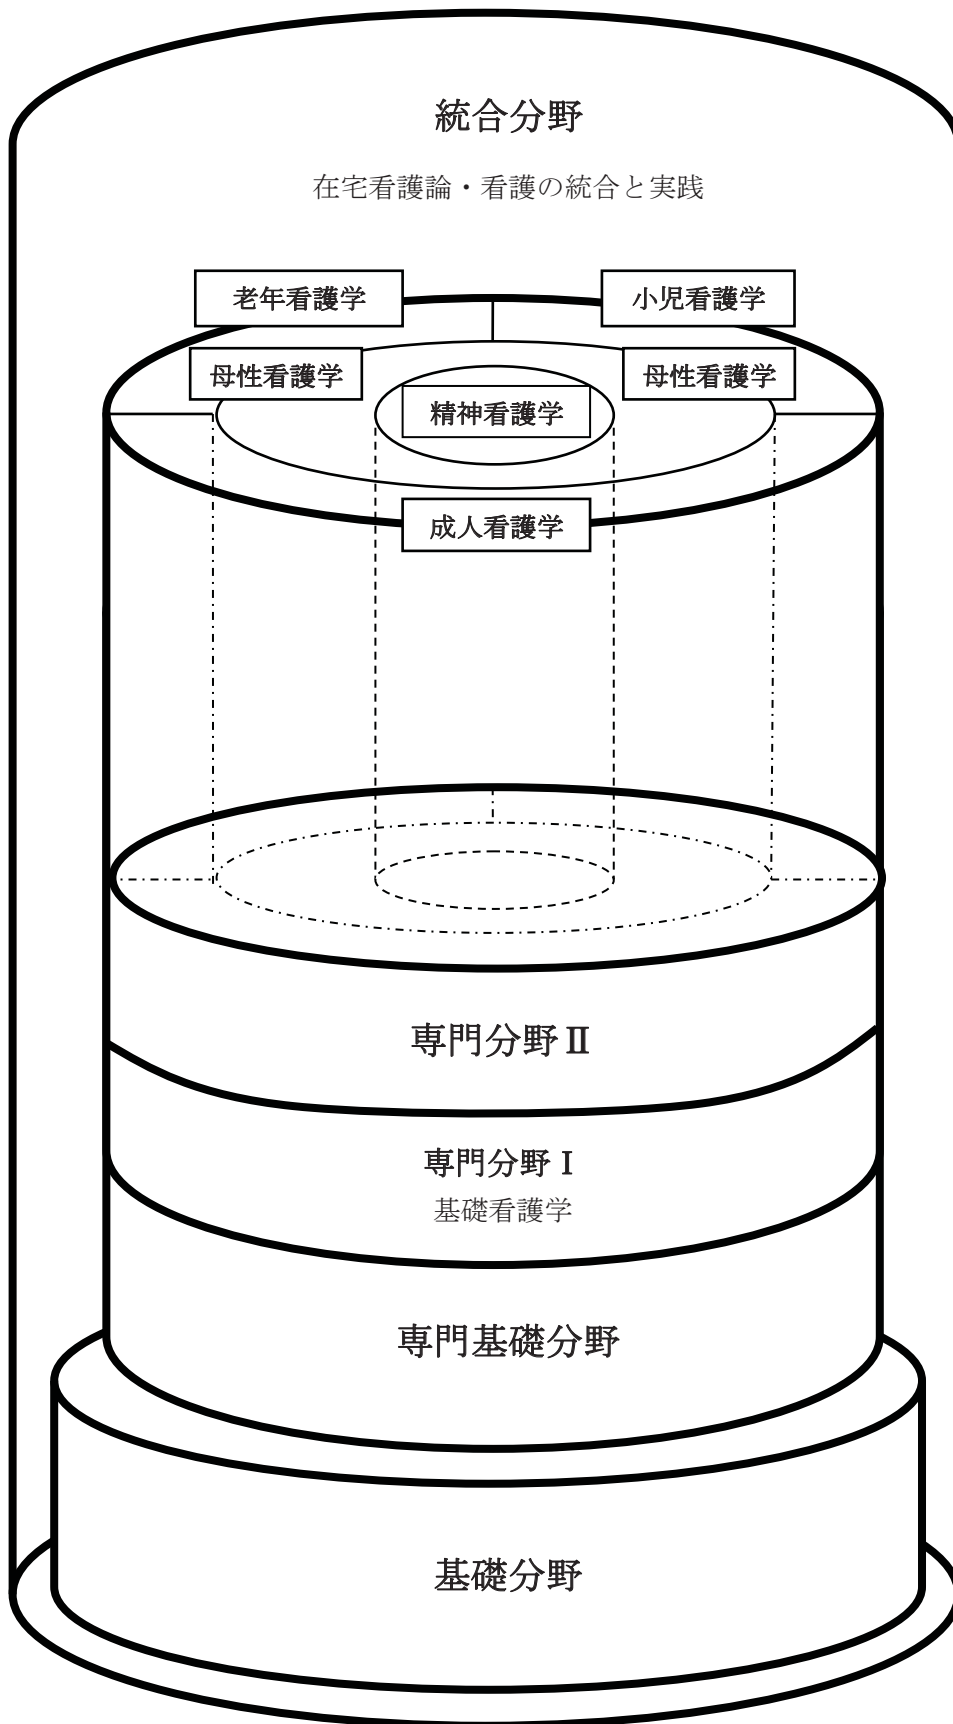 統合分野
在宅看護論・看護の統合と実践
老年看護学
小児看護学
母性看護学
母性看護学
精神看護学
成人看護学
専門分野Ⅱ
専門分野Ⅰ
基礎看護学
専門基礎分野
基礎分野